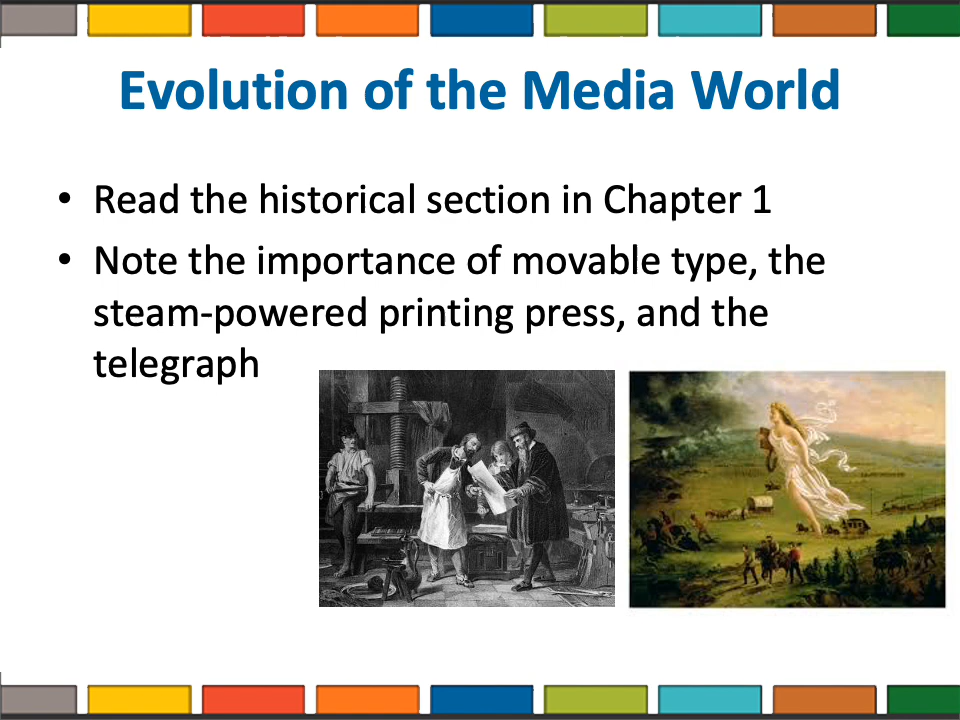 Evolution of the Media World
• Read the historical section in Chapter 1
• Note the importance of movable type, the
steam-powered printing press, and the
telegraph